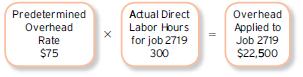 Predetermined
Overhead
Rate
$75
×
Actual Direct
Labor Hours
for job 2719
300
=
Overhead
Applied to
Job 2719
$22,500